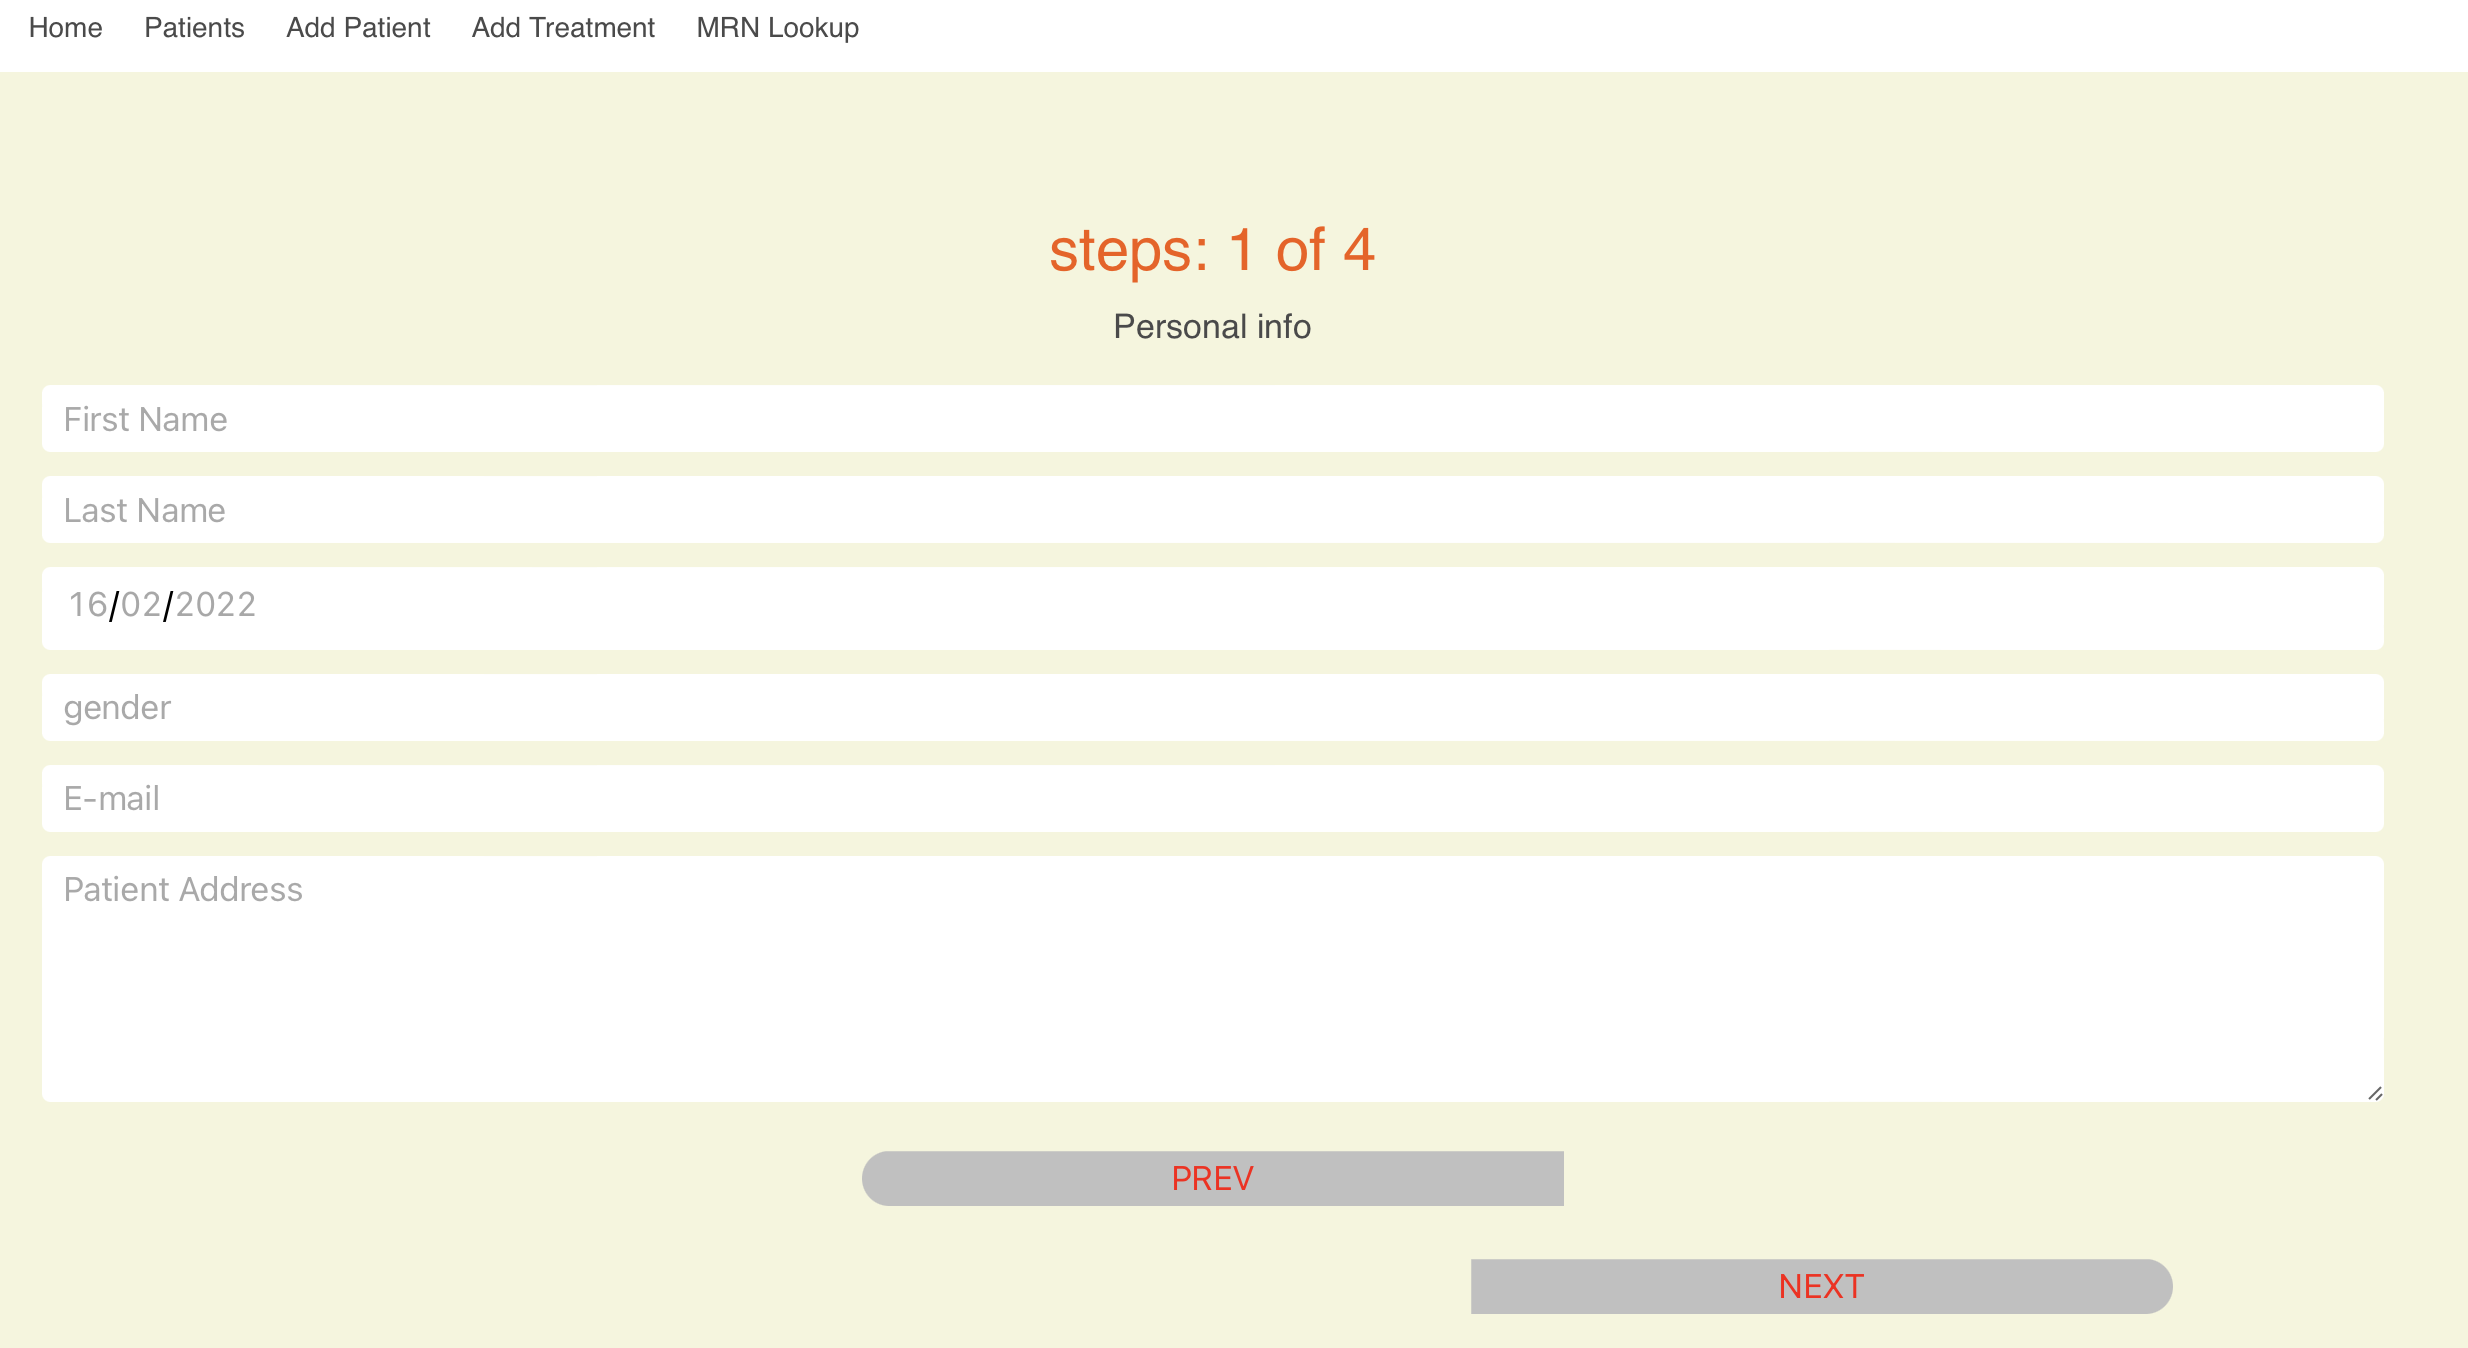 Home Patients Add Patient Add Treatment MRN Lookup
steps: 1 of 4
Personal info
First Name
Last Name
16/02/2022
gender
E-mail
Patient Address
PREV
NEXT